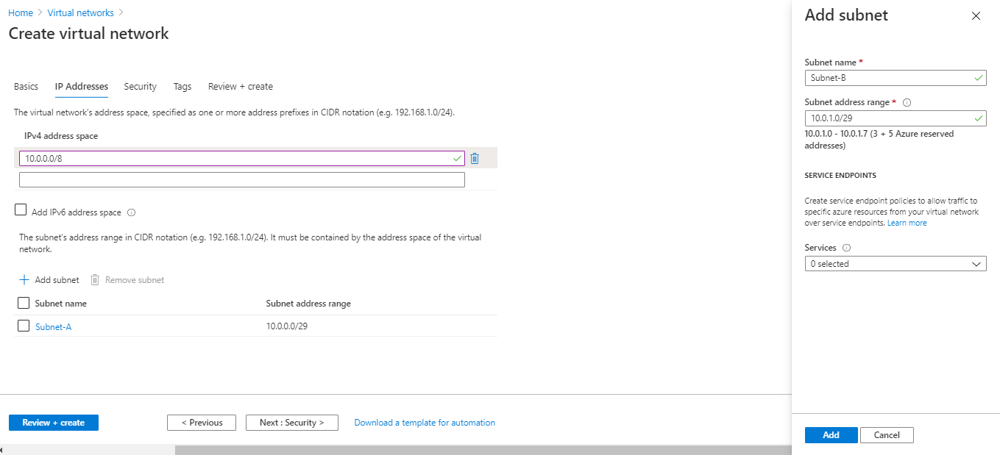 Home > Virtual networks >
Create virtual network
Basics IP Addresses Security Tags Review + create
The virtual network's address space, specified as one or more address prefixes in CIDR notation (e.g. 192.168.1.0/24).
IPv4 address space
10.0.0.0/8
Add IPv6 address space
The subnet's address range in CIDR notation (e.g. 192.168.1.0/24). It must be contained by the address space of the virtual
network.
+ Add subnet Remove subnet
Subnet name Subnet address range
Subnet-A 10.0.0.0/29
Review + create < Previous Next : Security > Download a template for automation
Add subnet
Subnet name *
Subnet-B
Subnet address range *
10.0.1.0/29
10.0.1.0 - 10.0.1.7 (3 + 5 Azure reserved
addresses)
SERVICE ENDPOINTS
Create service endpoint policies to allow traffic to
specific azure resources from your virtual network
over service endpoints. Learn more
Services
0 selected
Add Cancel